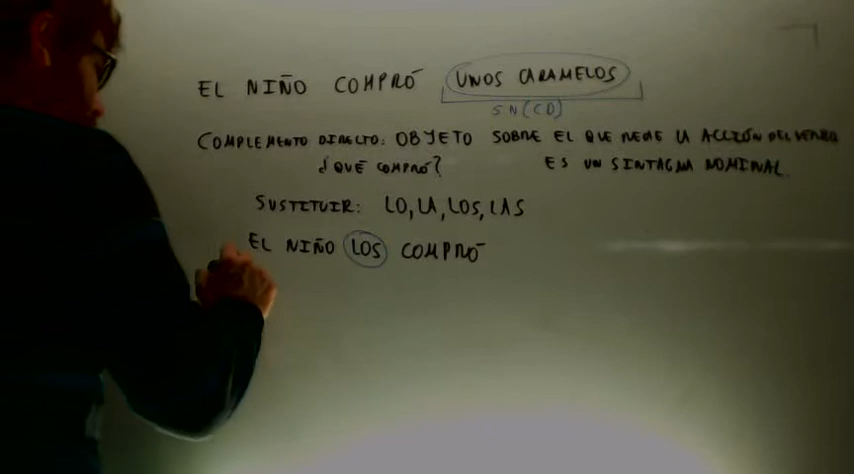 EL NIÑO COMPRÓ UNOS CARAMELOS
SN(CD)
COMPLEMENTO DIRECTO: OBJETO SOBRE EL QUE RECAE LA ACCIÓN DEL VERBO
¿QUÉ COMPRÓ? ES UN SINTAGMA NOMINAL.
SUSTITUIR: LO, LA, LOS, LAS
EL NIÑO LOS COMPRÓ